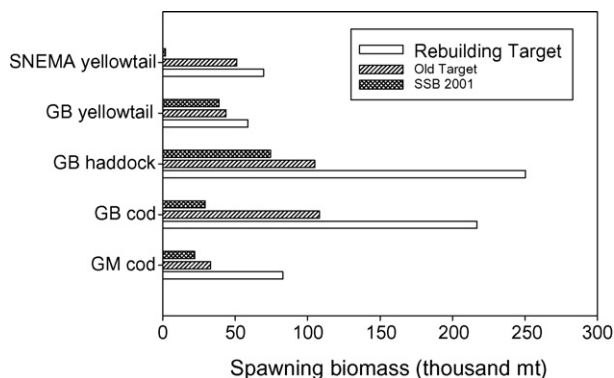 SNEMA yellowtail
GB yellowtail
GB haddock
GB cod
GM cod
Rebuilding Target
Old Target
SSB 2001
0 50 100 150 200 250 300
Spawning biomass (thousand mt)